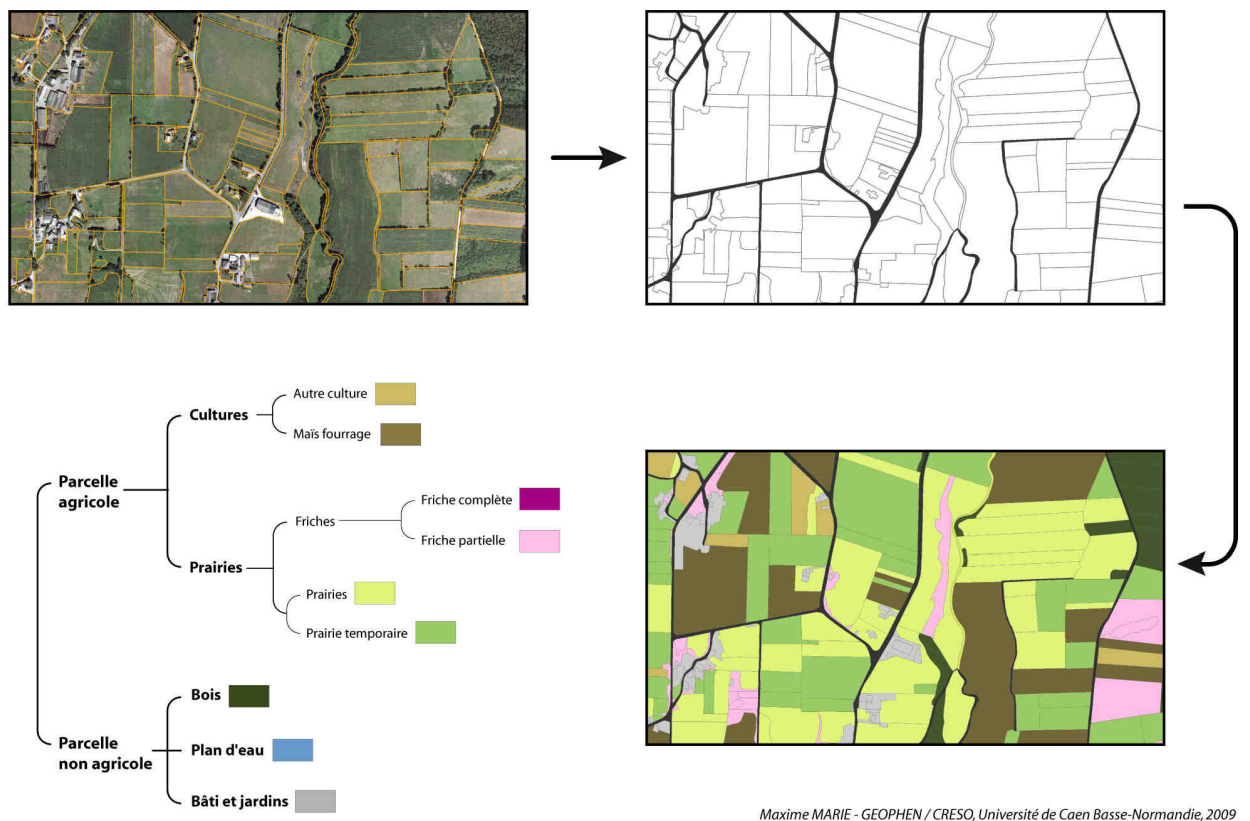 Autre culture
Cultures
Maïs fourrage
Parcelle
agricole
Friche complète
Friches
Friche partielle
Prairies
Prairies
Prairie temporaire
Bois
Parcelle
non agricole
Plan d'eau
Bâti et jardins
Maxime MARIE - GEOPHEN / CRESO, Université de Caen Basse-Normandie, 2009